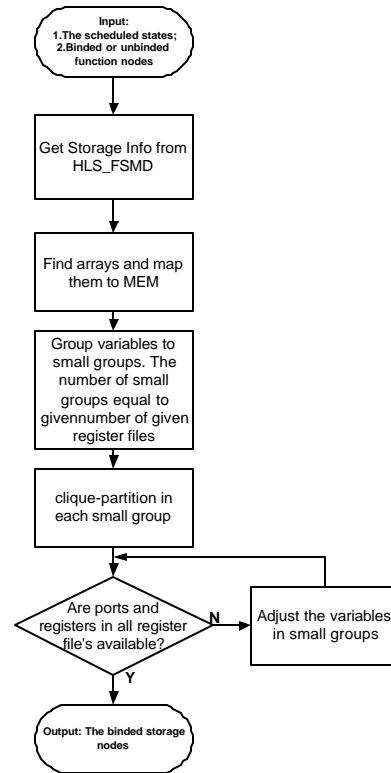 Input:
1.The scheduled states;
2.Binded or unbinded
function nodes
Get Storage Info from
HLS_FSMD
Find arrays and map
them to MEM
Group variables to
small groups. The
number of small
groups equal to
givennumber of given
register files
clique-partition in
each small group
Are ports and
registers in all register
file's available?
N
Adjust the variables
in small groups
Y
Output: The binded storage
nodes